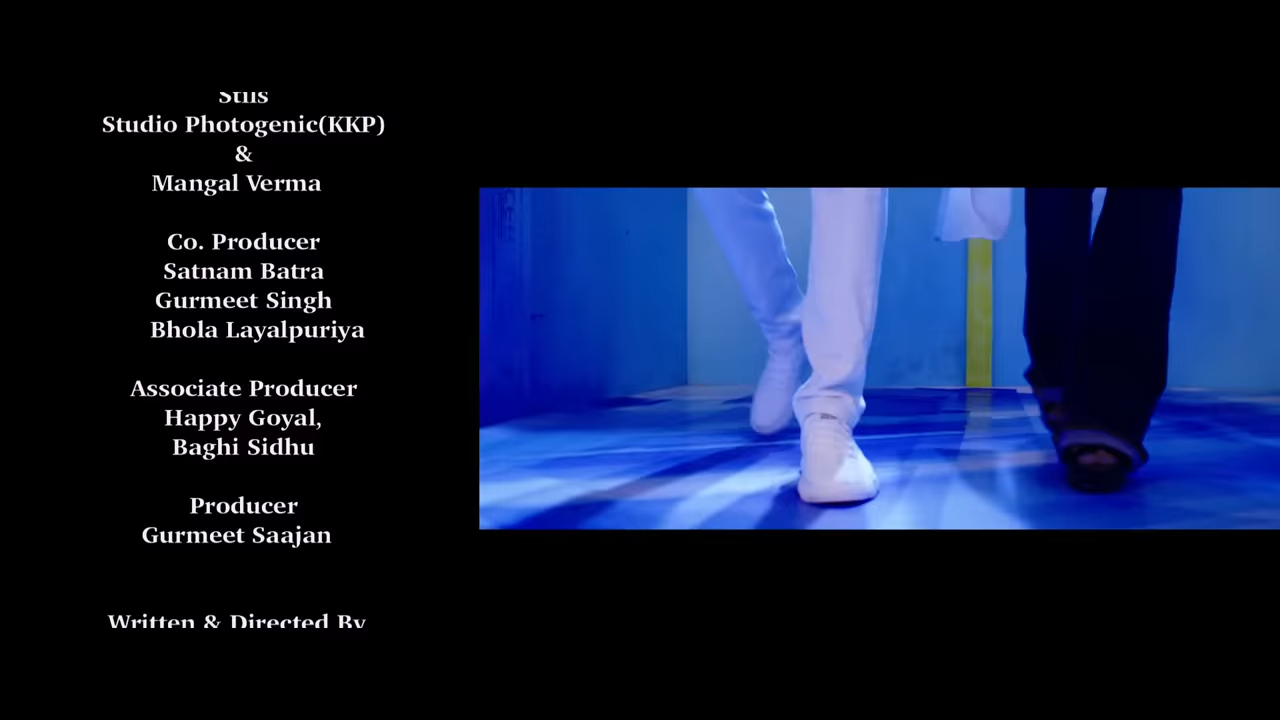 Stils
Studio Photogenic(KKP)
&
Mangal Verma
Co. Producer
Satnam Batra
Gurmeet Singh
Bhola Layalpuriya
Associate Producer
Happy Goyal,
Baghi Sidhu
Producer
Gurmeet Saajan
Written & Directed By